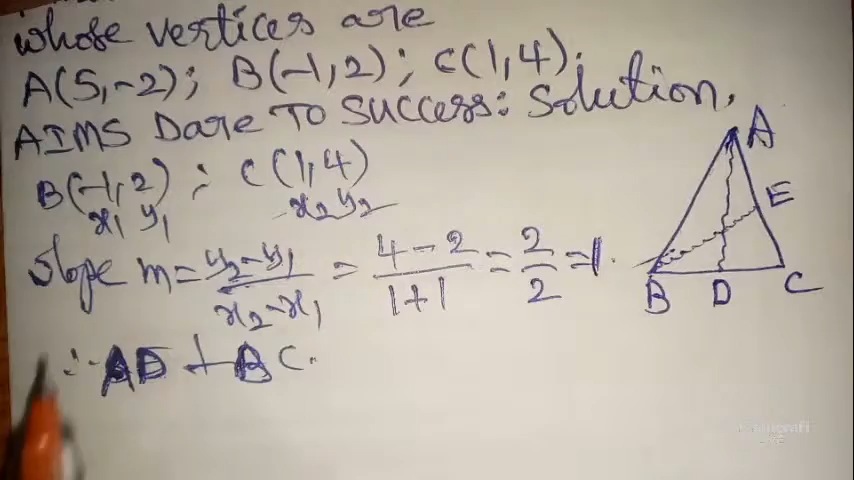 whose vertices are
A(5,-2); B(-1,2); C(1,4).
AIMS Dare To Success: Solution,
B(-1,2) ; C(1,4)
x₁ y₁ x₂ y₂
slope m = y₂-y₁ / x₂-x₁ = 4-2 / 1+1 = 2/2 = 1.
∴ AD ⊥ BC.
A
E
B D C